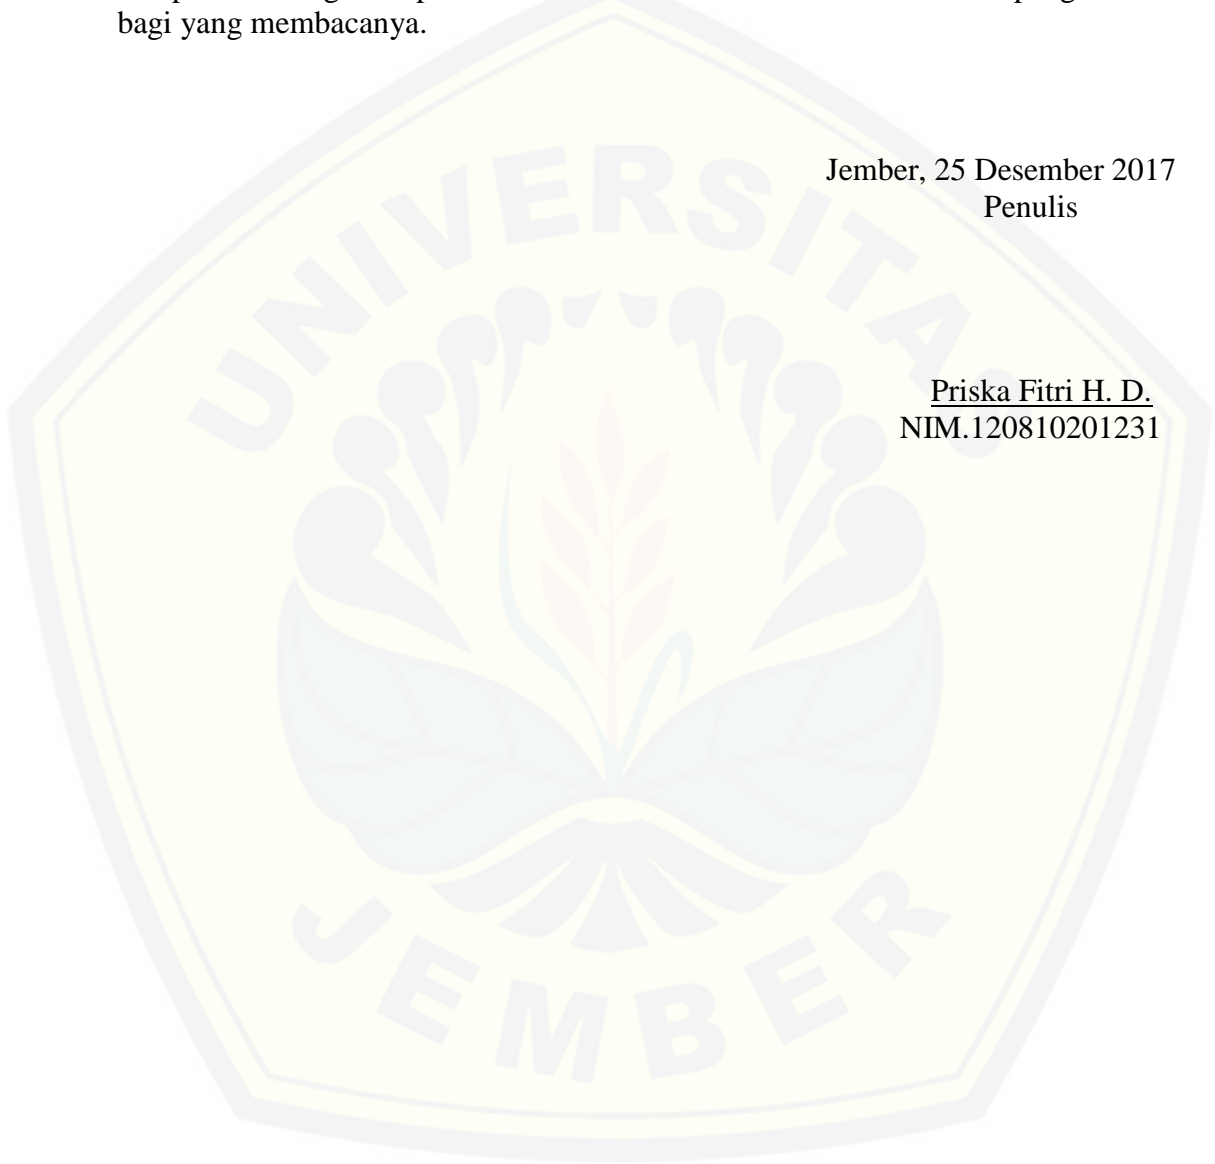 bagi yang membacanya.
Jember, 25 Desember 2017
Penulis
Priska Fitri H. D.
NIM.120810201231
UNIVERSITAS
JEMBER